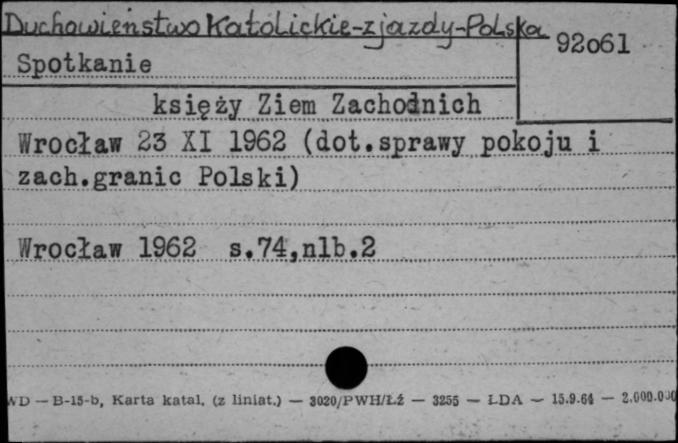 Duchowieństwo Katolickie-zjazdy-Polska
92o61
Spotkanie
księży Ziem Zachodnich
Wrocław 23 XI 1962 (dot.sprawy pokoju i
zach.granic Polski)
Wrocław 1962 s.74,nlb.2
WD — B-15-b, Karta katal. (z liniat.) — 3020/PWH/Łź — 3255 — LDA — 15.9.64 — 2.000.000